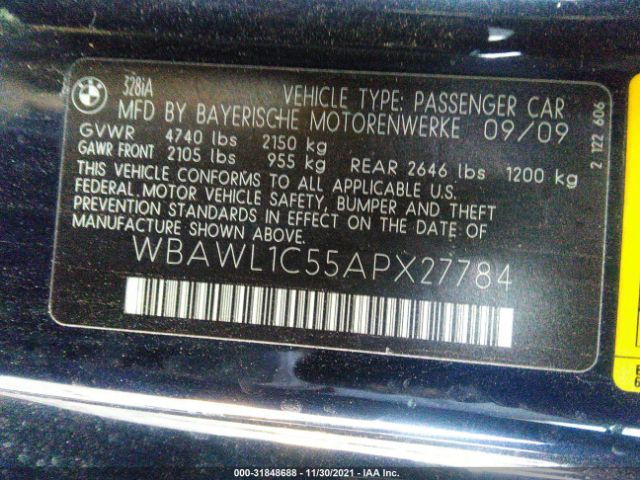 BMW
328iA
VEHICLE TYPE: PASSENGER CAR
MFD BY BAYERISCHE MOTORENWERKE 09/09
GVWR 4740 lbs 2150 kg
GAWR FRONT 2105 lbs 955 kg REAR 2646 lbs 1200 kg
THIS VEHICLE CONFORMS TO ALL APPLICABLE U.S.
FEDERAL MOTOR VEHICLE SAFETY, BUMPER AND THEFT
PREVENTION STANDARDS IN EFFECT ON THE DATE OF
MANUFACTURE SHOWN ABOVE.
WBAWL1C55APX27784
2 122 606
000-31848688 - 11/30/2021 - IAA Inc.